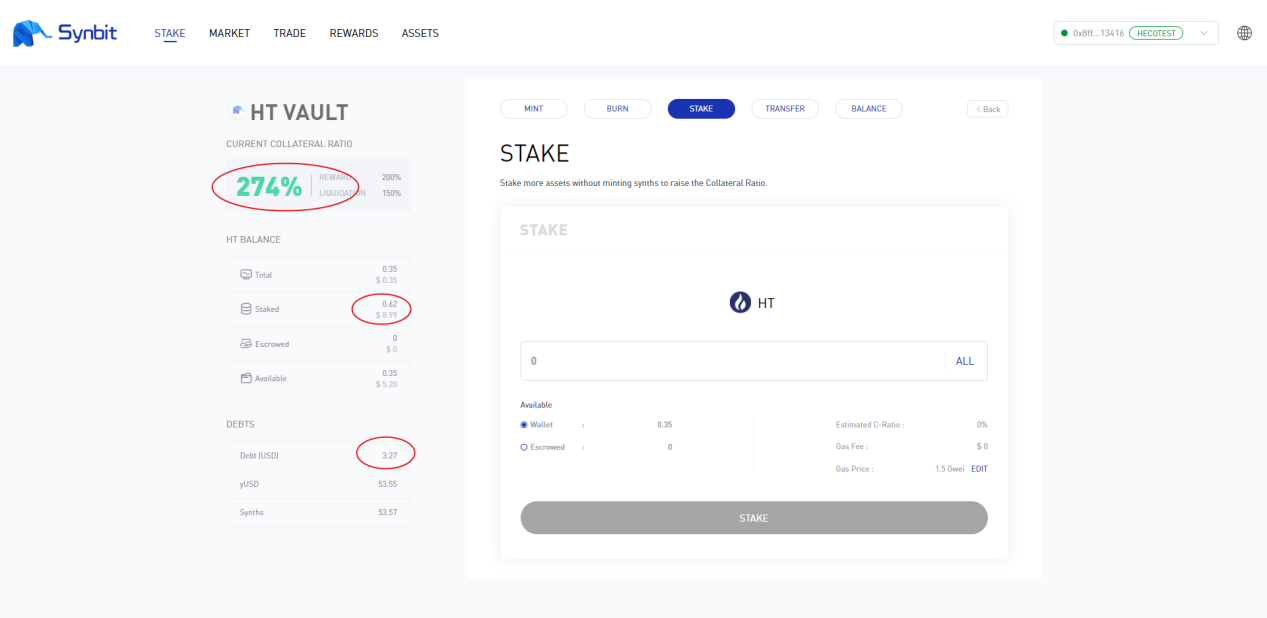 Synbit STAKE MARKET TRADE REWARDS ASSETS 0x8ff...13416 HECOTEST
HT VAULT
CURRENT COLLATERAL RATIO
274% REWARD 200%
LIQUIDATION 150%
HT BALANCE
Total 0.35
$ 0.35
Staked 0.62
$ 8.99
Escrowed 0
$ 0
Available 0.35
$ 5.20
DEBTS
Debt (USD) 3.27
yUSD 53.55
Synths 53.57
MINT BURN STAKE TRANSFER BALANCE < Back
STAKE
Stake more assets without minting synths to raise the Collateral Ratio.
STAKE
HT
0 ALL
Available
Wallet : 0.35
Escrowed : 0
Estimated C-Ratio : 0%
Gas Fee : $ 0
Gas Price : 1.5 Gwei EDIT
STAKE